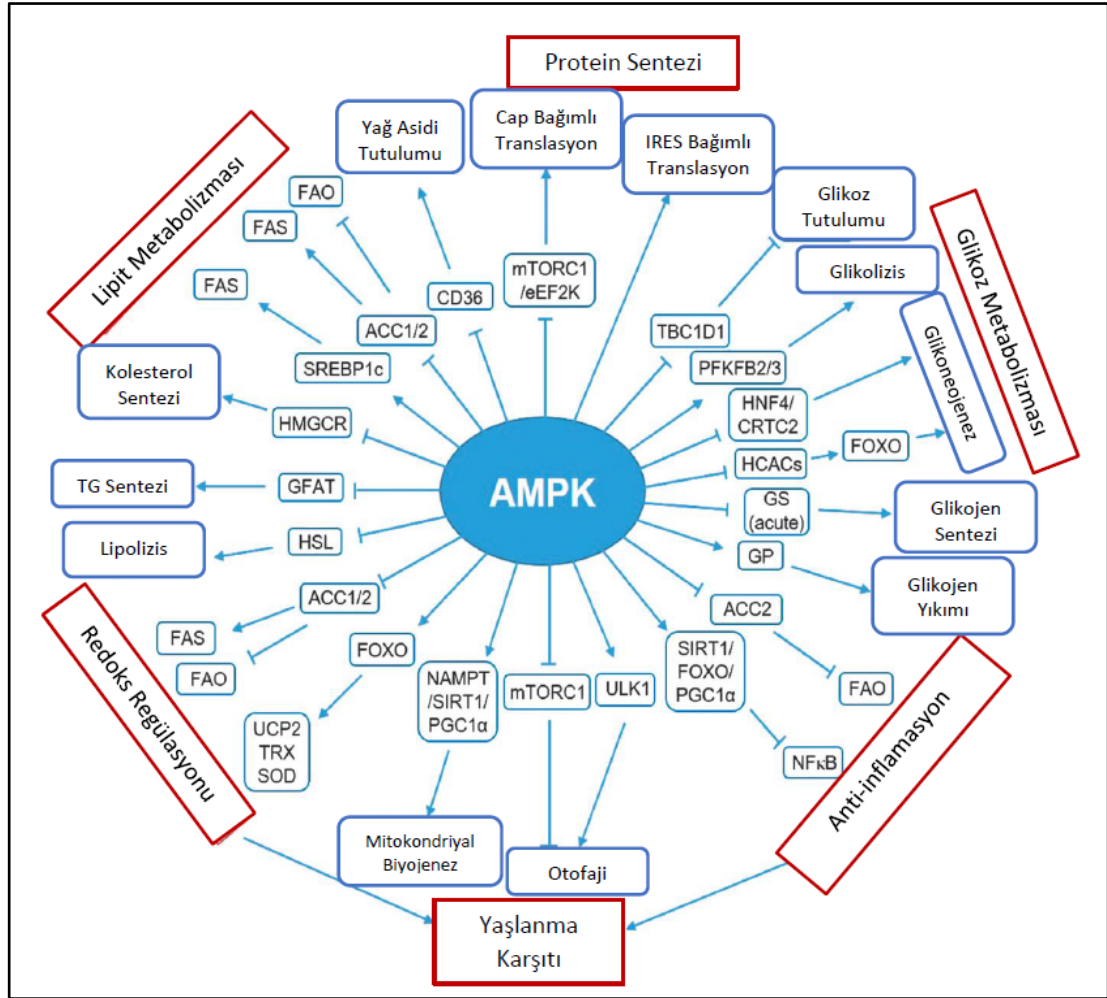 Protein Sentezi
Yağ Asidi
Tutulumu
Cap Bağımlı
Translasyon
IRES Bağımlı
Translasyon
Glikoz
Tutulumu
Glikolizis
Glikoneojenez
Glikoz Metabolizması
Lipit Metabolizması
FAO
FAS
FAS
CD36
mTORC1
/eEF2K
ACC1/2
SREBP1c
TBC1D1
PFKFB2/3
HNF4/
CRTC2
HCACs
FOXO
Kolesterol
Sentezi
HMGCR
TG Sentezi
GFAT
AMPK
GS
(acute)
Glikojen
Sentezi
Lipolizis
HSL
GP
Glikojen
Yıkımı
ACC1/2
ACC2
FAS
FAO
FOXO
NAMPT
/SIRT1/
PGC1α
mTORC1
ULK1
SIRT1/
FOXO/
PGC1α
FAO
UCP2
TRX
SOD
NFκB
Redoks Regülasyonu
Anti-inflamasyon
Mitokondriyal
Biyojenez
Otofaji
Yaşlanma
Karşıtı